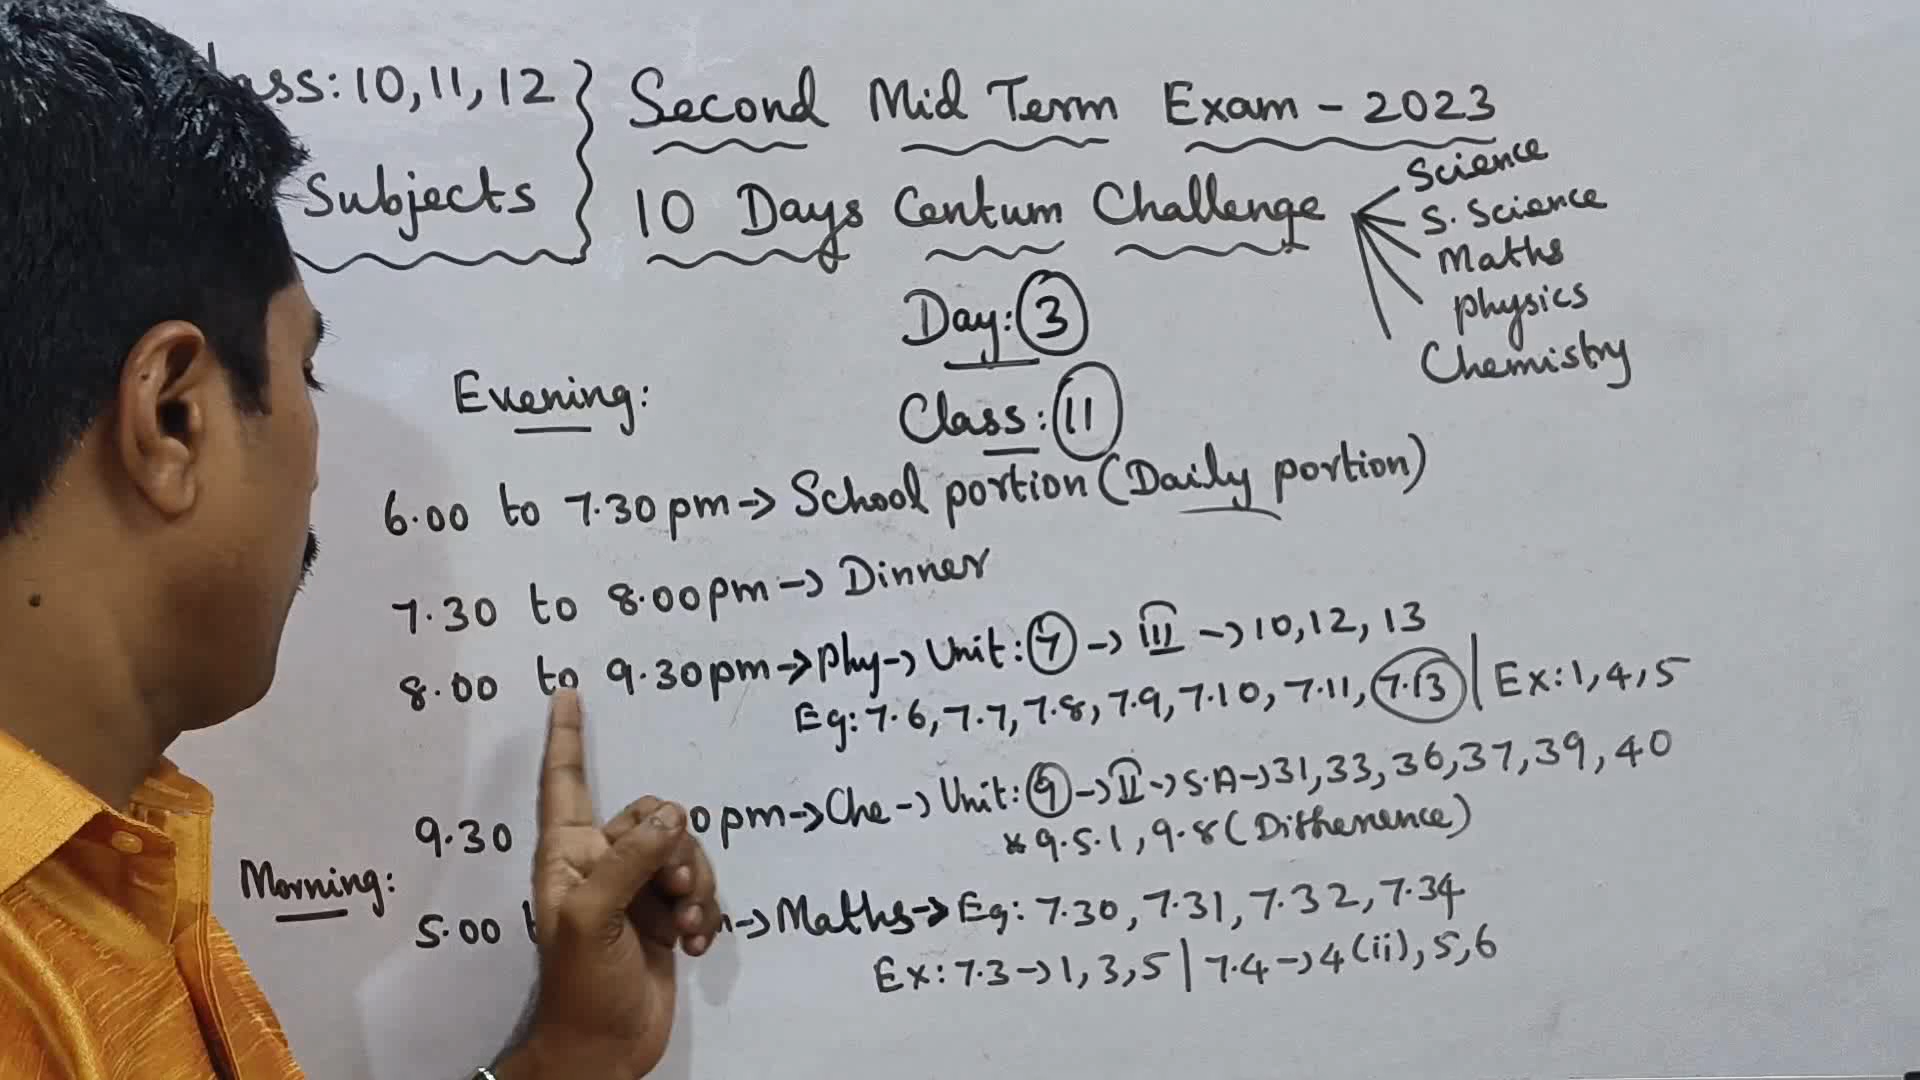 lass: 10, 11, 12
Subjects
Second Mid Term Exam - 2023
10 Days Centum Challenge
Science
S. Science
Maths
Physics
Chemistry
Day: 3
Class: 11
Evening:
6.00 to 7.30 pm -> School portion (Daily portion)
7.30 to 8.00 pm -> Dinner
8.00 to 9.30 pm -> Phy -> Unit: 7 -> III -> 10, 12, 13
Eg: 7.6, 7.7, 7.8, 7.9, 7.10, 7.11, 7.13 | Ex: 1, 4, 5
9.30 0 pm -> Che -> Unit: 9 -> II -> S.A -> 31, 33, 36, 37, 39, 40
* 9.5.1, 9.8 (Difference)
Morning:
5.00 -> Maths -> Eg: 7.30, 7.31, 7.32, 7.34
Ex: 7.3 -> 1, 3, 5 | 7.4 -> 4 (ii), 5, 6